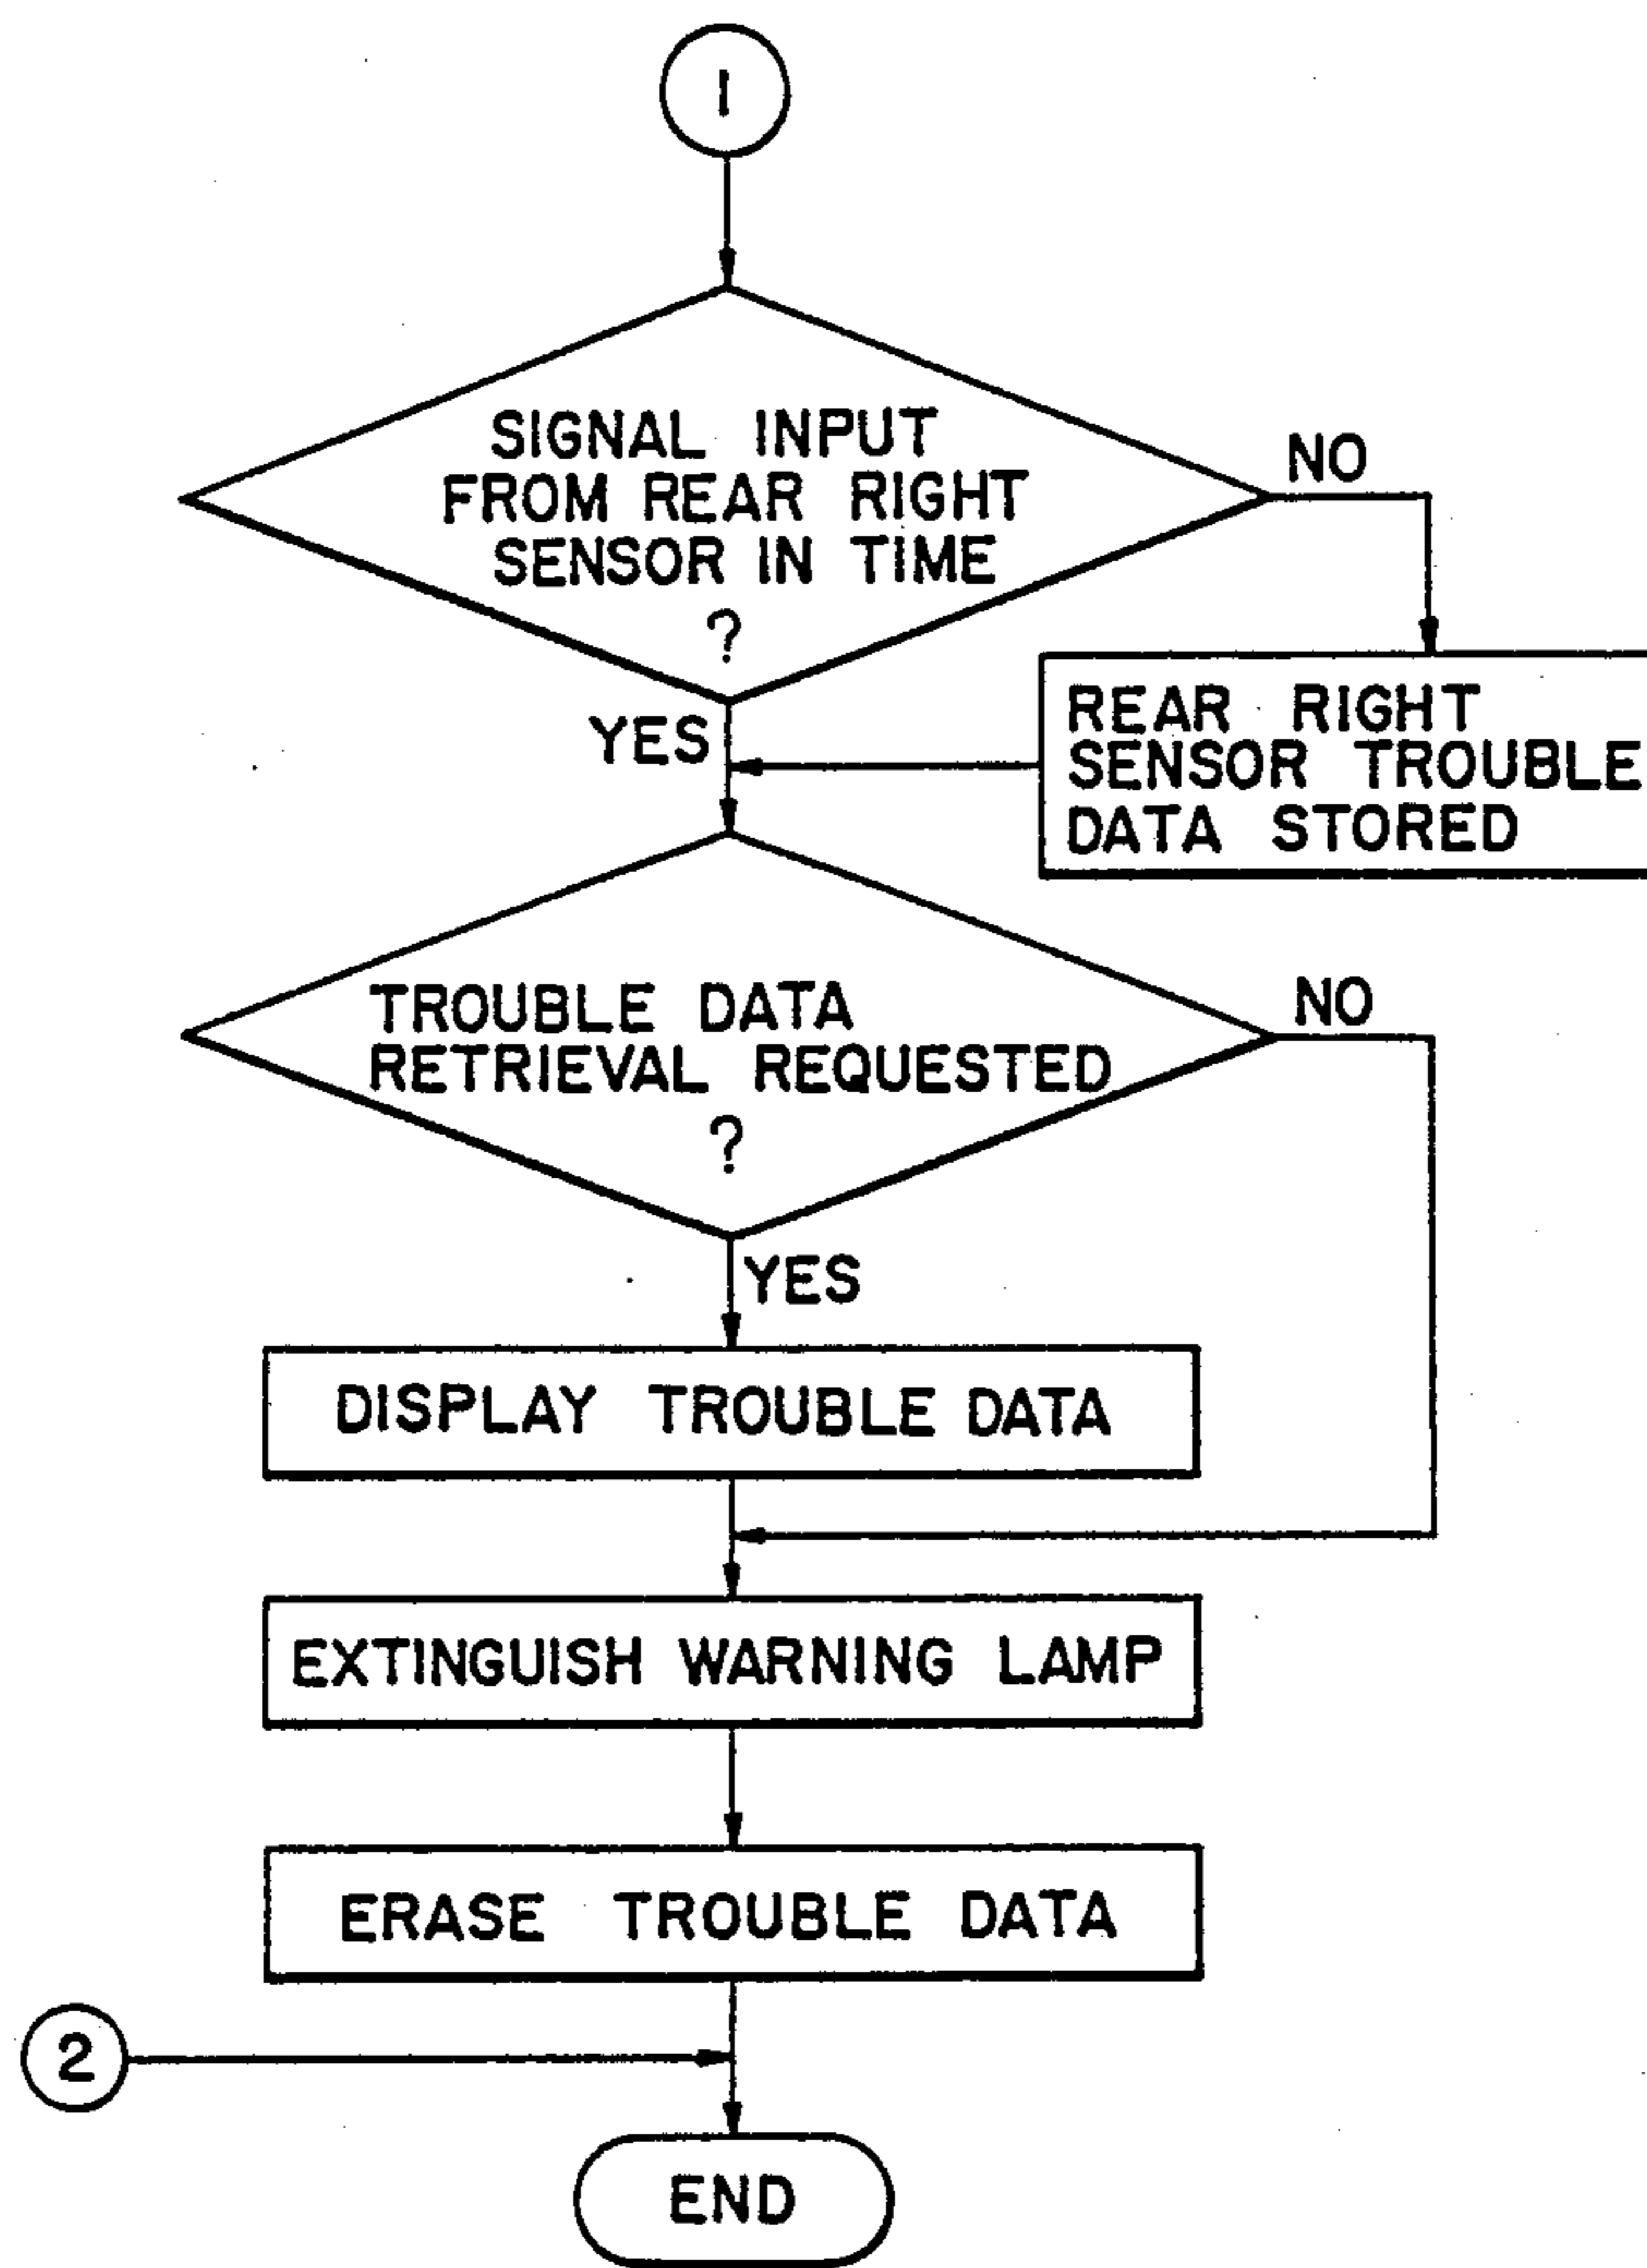 1
SIGNAL INPUT
FROM REAR RIGHT
SENSOR IN TIME
?
NO
YES
REAR RIGHT
SENSOR TROUBLE
DATA STORED
TROUBLE DATA
RETRIEVAL REQUESTED
?
NO
YES
DISPLAY TROUBLE DATA
EXTINGUISH WARNING LAMP
ERASE TROUBLE DATA
2
END